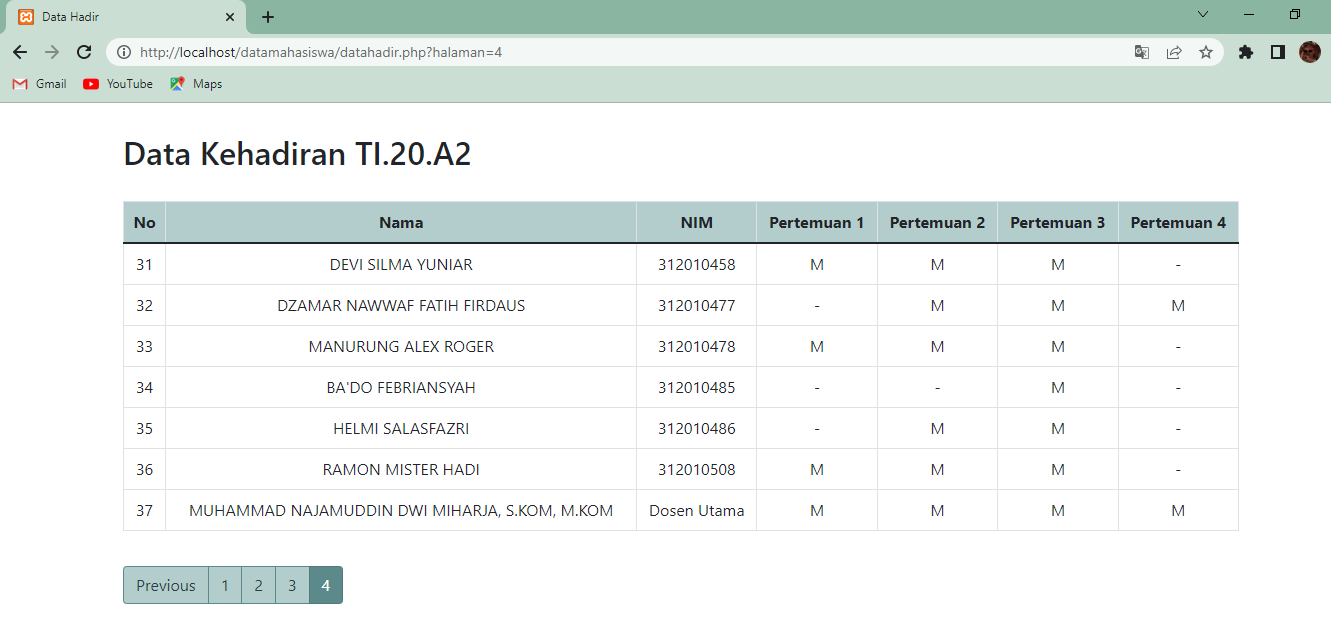 Data Hadir
http://localhost/datamahasiswa/datahadir.php?halaman=4
Gmail YouTube Maps
Data Kehadiran TI.20.A2
No Nama NIM Pertemuan 1 Pertemuan 2 Pertemuan 3 Pertemuan 4
31 DEVI SILMA YUNIAR 312010458 M M M -
32 DZAMAR NAWWAF FATIH FIRDAUS 312010477 - M M M
33 MANURUNG ALEX ROGER 312010478 M M M -
34 BA'DO FEBRIANSYAH 312010485 - - M -
35 HELMI SALASFAZRI 312010486 - M M -
36 RAMON MISTER HADI 312010508 M M M -
37 MUHAMMAD NAJAMUDDIN DWI MIHARJA, S.KOM, M.KOM Dosen Utama M M M M
Previous 1 2 3 4